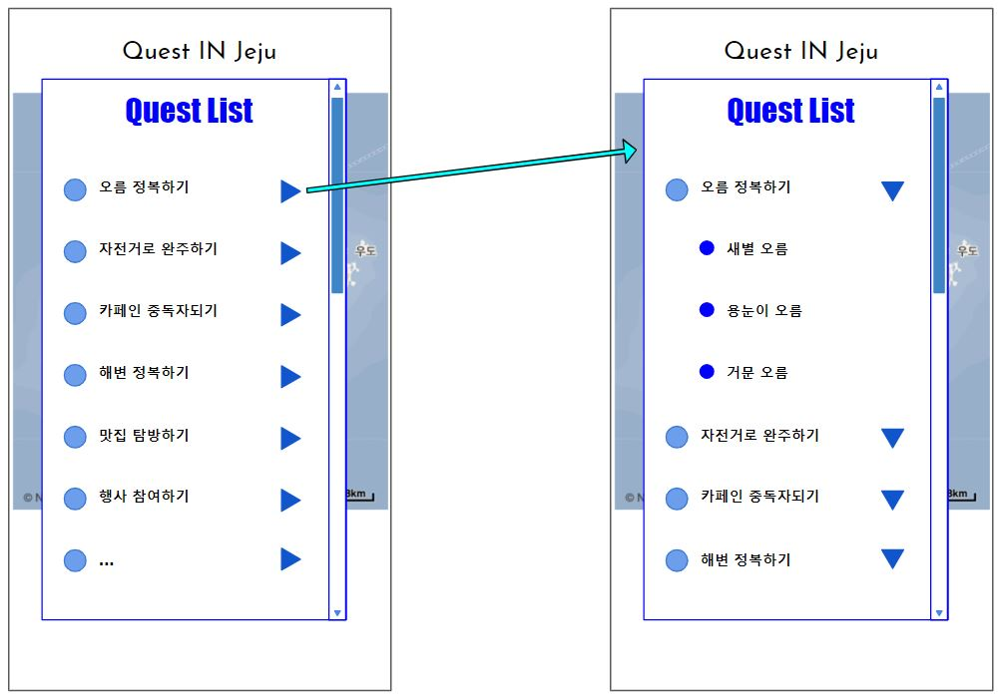 Quest IN Jeju
Quest List
오름 정복하기
자전거로 완주하기
카페인 중독자되기
해변 정복하기
맛집 탐방하기
행사 참여하기
...
우도
© N
3km
Quest IN Jeju
Quest List
오름 정복하기
새별 오름
용눈이 오름
거문 오름
자전거로 완주하기
카페인 중독자되기
해변 정복하기
우도
© N
3km